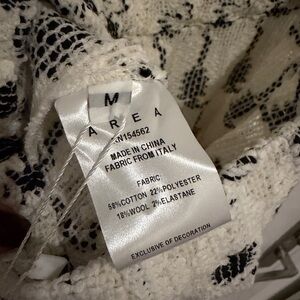 M
AREA
RN154562
MADE IN CHINA
FABRIC FROM ITALY
FABRIC:
58%COTTON 22%POLYESTER
18%WOOL 2%ELASTANE
EXCLUSIVE OF DECORATION